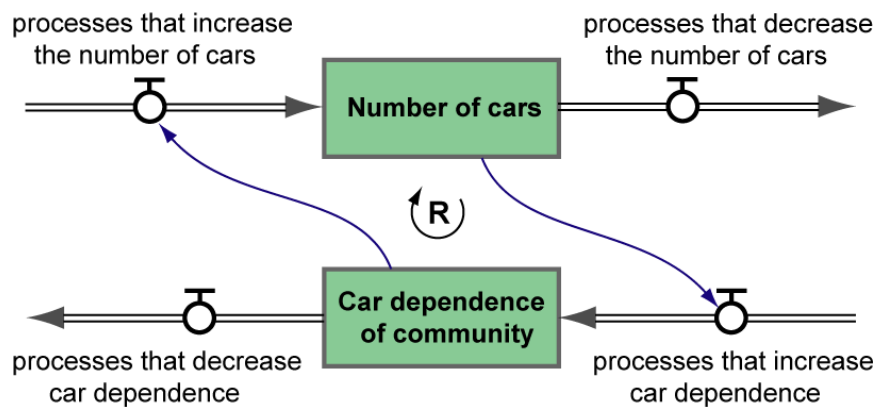 processes that increase
the number of cars
processes that decrease
the number of cars
Number of cars
R
Car dependence
of community
processes that decrease
car dependence
processes that increase
car dependence